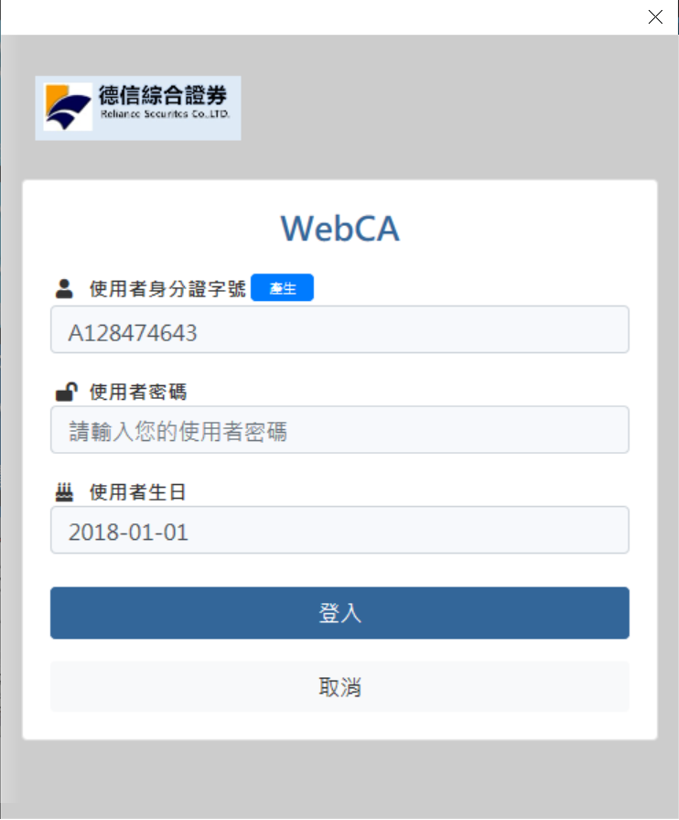 德信綜合證券
Reliance Securites Co.,LTD.
WebCA
使用者身分證字號 產生
A128474643
使用者密碼
請輸入您的使用者密碼
使用者生日
2018-01-01
登入
取消